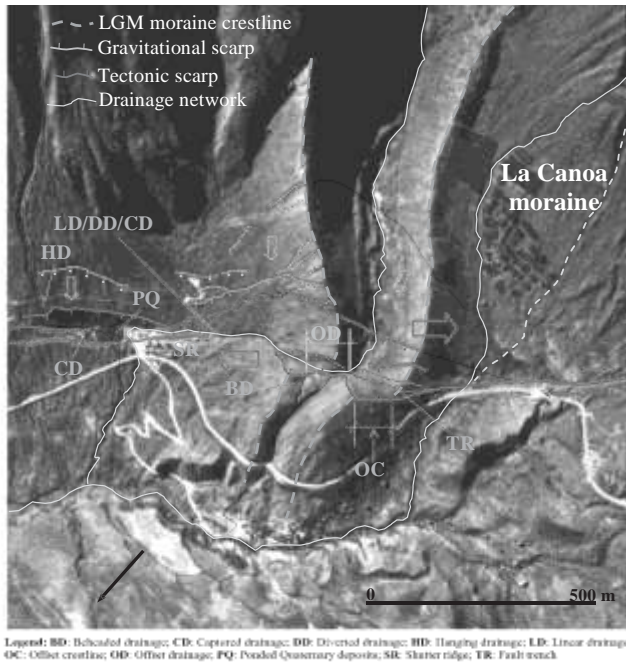 LGM moraine crestline
Gravitational scarp
Tectonic scarp
Drainage network
La Canoa
moraine
LD/DD/CD
HD
PQ
OD
SR
CD
BD
TR
OC
0 500 m
Legend: BD: Beheaded drainage; CD: Captured drainage; DD: Diverted drainage; HD: Hanging drainage; LD: Linear drainage
OC: Offset crestline; OD: Offset drainage; PQ: Ponded Quaternary deposits; SR: Shutter ridge; TR: Fault trench